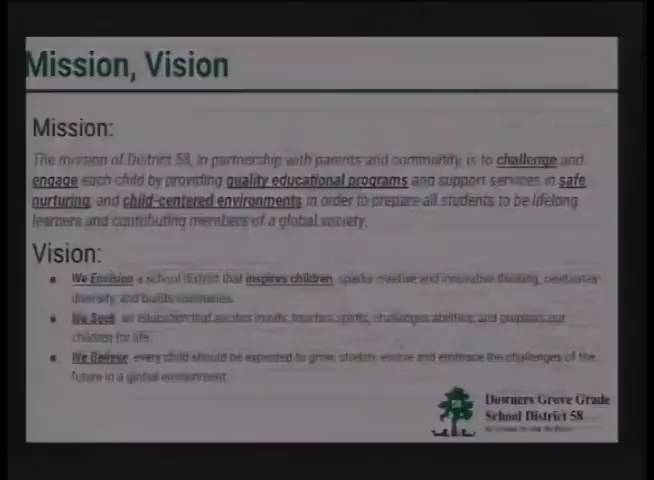 Mission, Vision
Mission:
The mission of District 58, in partnership with parents and community, is to challenge and
engage each child by providing quality educational programs and support services in safe
nurturing, and child-centered environments in order to prepare all students to be lifelong
learners and contributing members of a global society.
Vision:
We Envision a school district that inspires children, sparks creative and innovative thinking, celebrates
diversity, and builds
We Seek an education that excites minds, touches spirits, challenges abilities, and prepares our
children for life.
We Believe every child should be expected to grow, stretch, evolve and embrace the challenges of the
future in a global environment.
Downers Grove Grade
School District 58